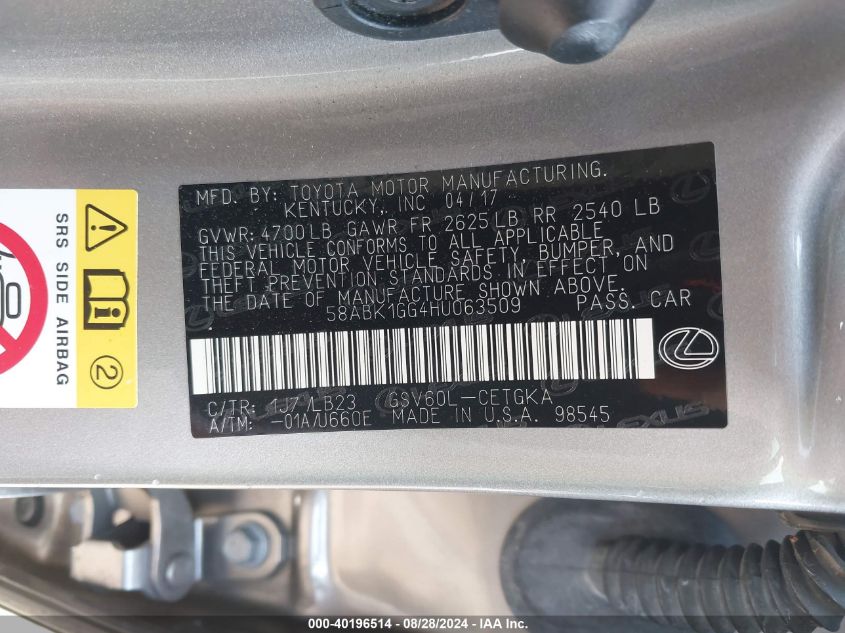 MFD. BY: TOYOTA MOTOR MANUFACTURING.
KENTUCKY, INC 04/17
GVWR: 4700LB GAWR FR 2625LB RR 2540 LB
THIS VEHICLE CONFORMS TO ALL APPLICABLE
FEDERAL MOTOR VEHICLE SAFETY, BUMPER, AND
THEFT PREVENTION STANDARDS IN EFFECT ON
THE DATE OF MANUFACTURE SHOWN ABOVE.
58ABK1GG4HU063509 PASS. CAR
C/TR: 1J7/LB23 GSV60L-CETGKA
A/TM: -01A/U660E MADE IN U.S.A. 98545
SRS SIDE AIRBAG
2
000-40196514 - 08/28/2024 - IAA Inc.